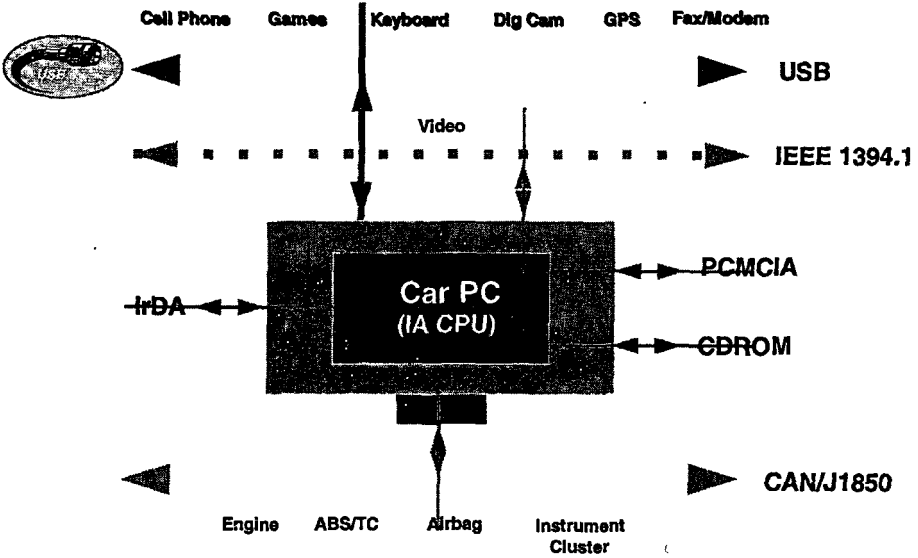 Cell Phone Games Keyboard Dig Cam GPS Fax/Modem
USB
USB
Video
IEEE 1394.1
PCMCIA
Car PC
(IA CPU)
IrDA
CDROM
CAN/J1850
Engine ABS/TC Airbag Instrument
Cluster